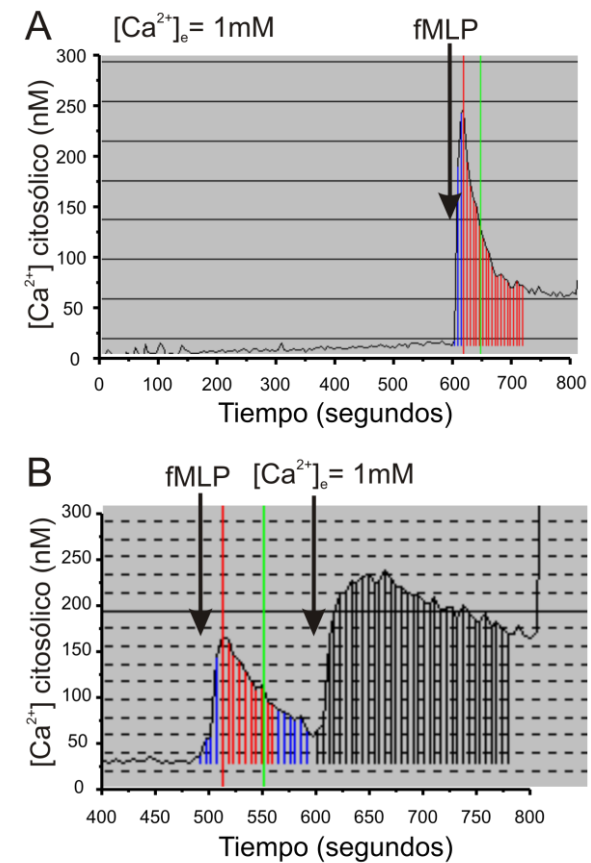 A
[Ca²⁺]ₑ= 1mM
fMLP
[Ca²⁺] citosólico (nM)
300
250
200
150
100
50
0
0 100 200 300 400 500 600 700 800
Tiempo (segundos)
B
fMLP [Ca²⁺]ₑ= 1mM
[Ca²⁺] citosólico (nM)
300
250
200
150
100
50
0
400 450 500 550 600 650 700 750 800
Tiempo (segundos)